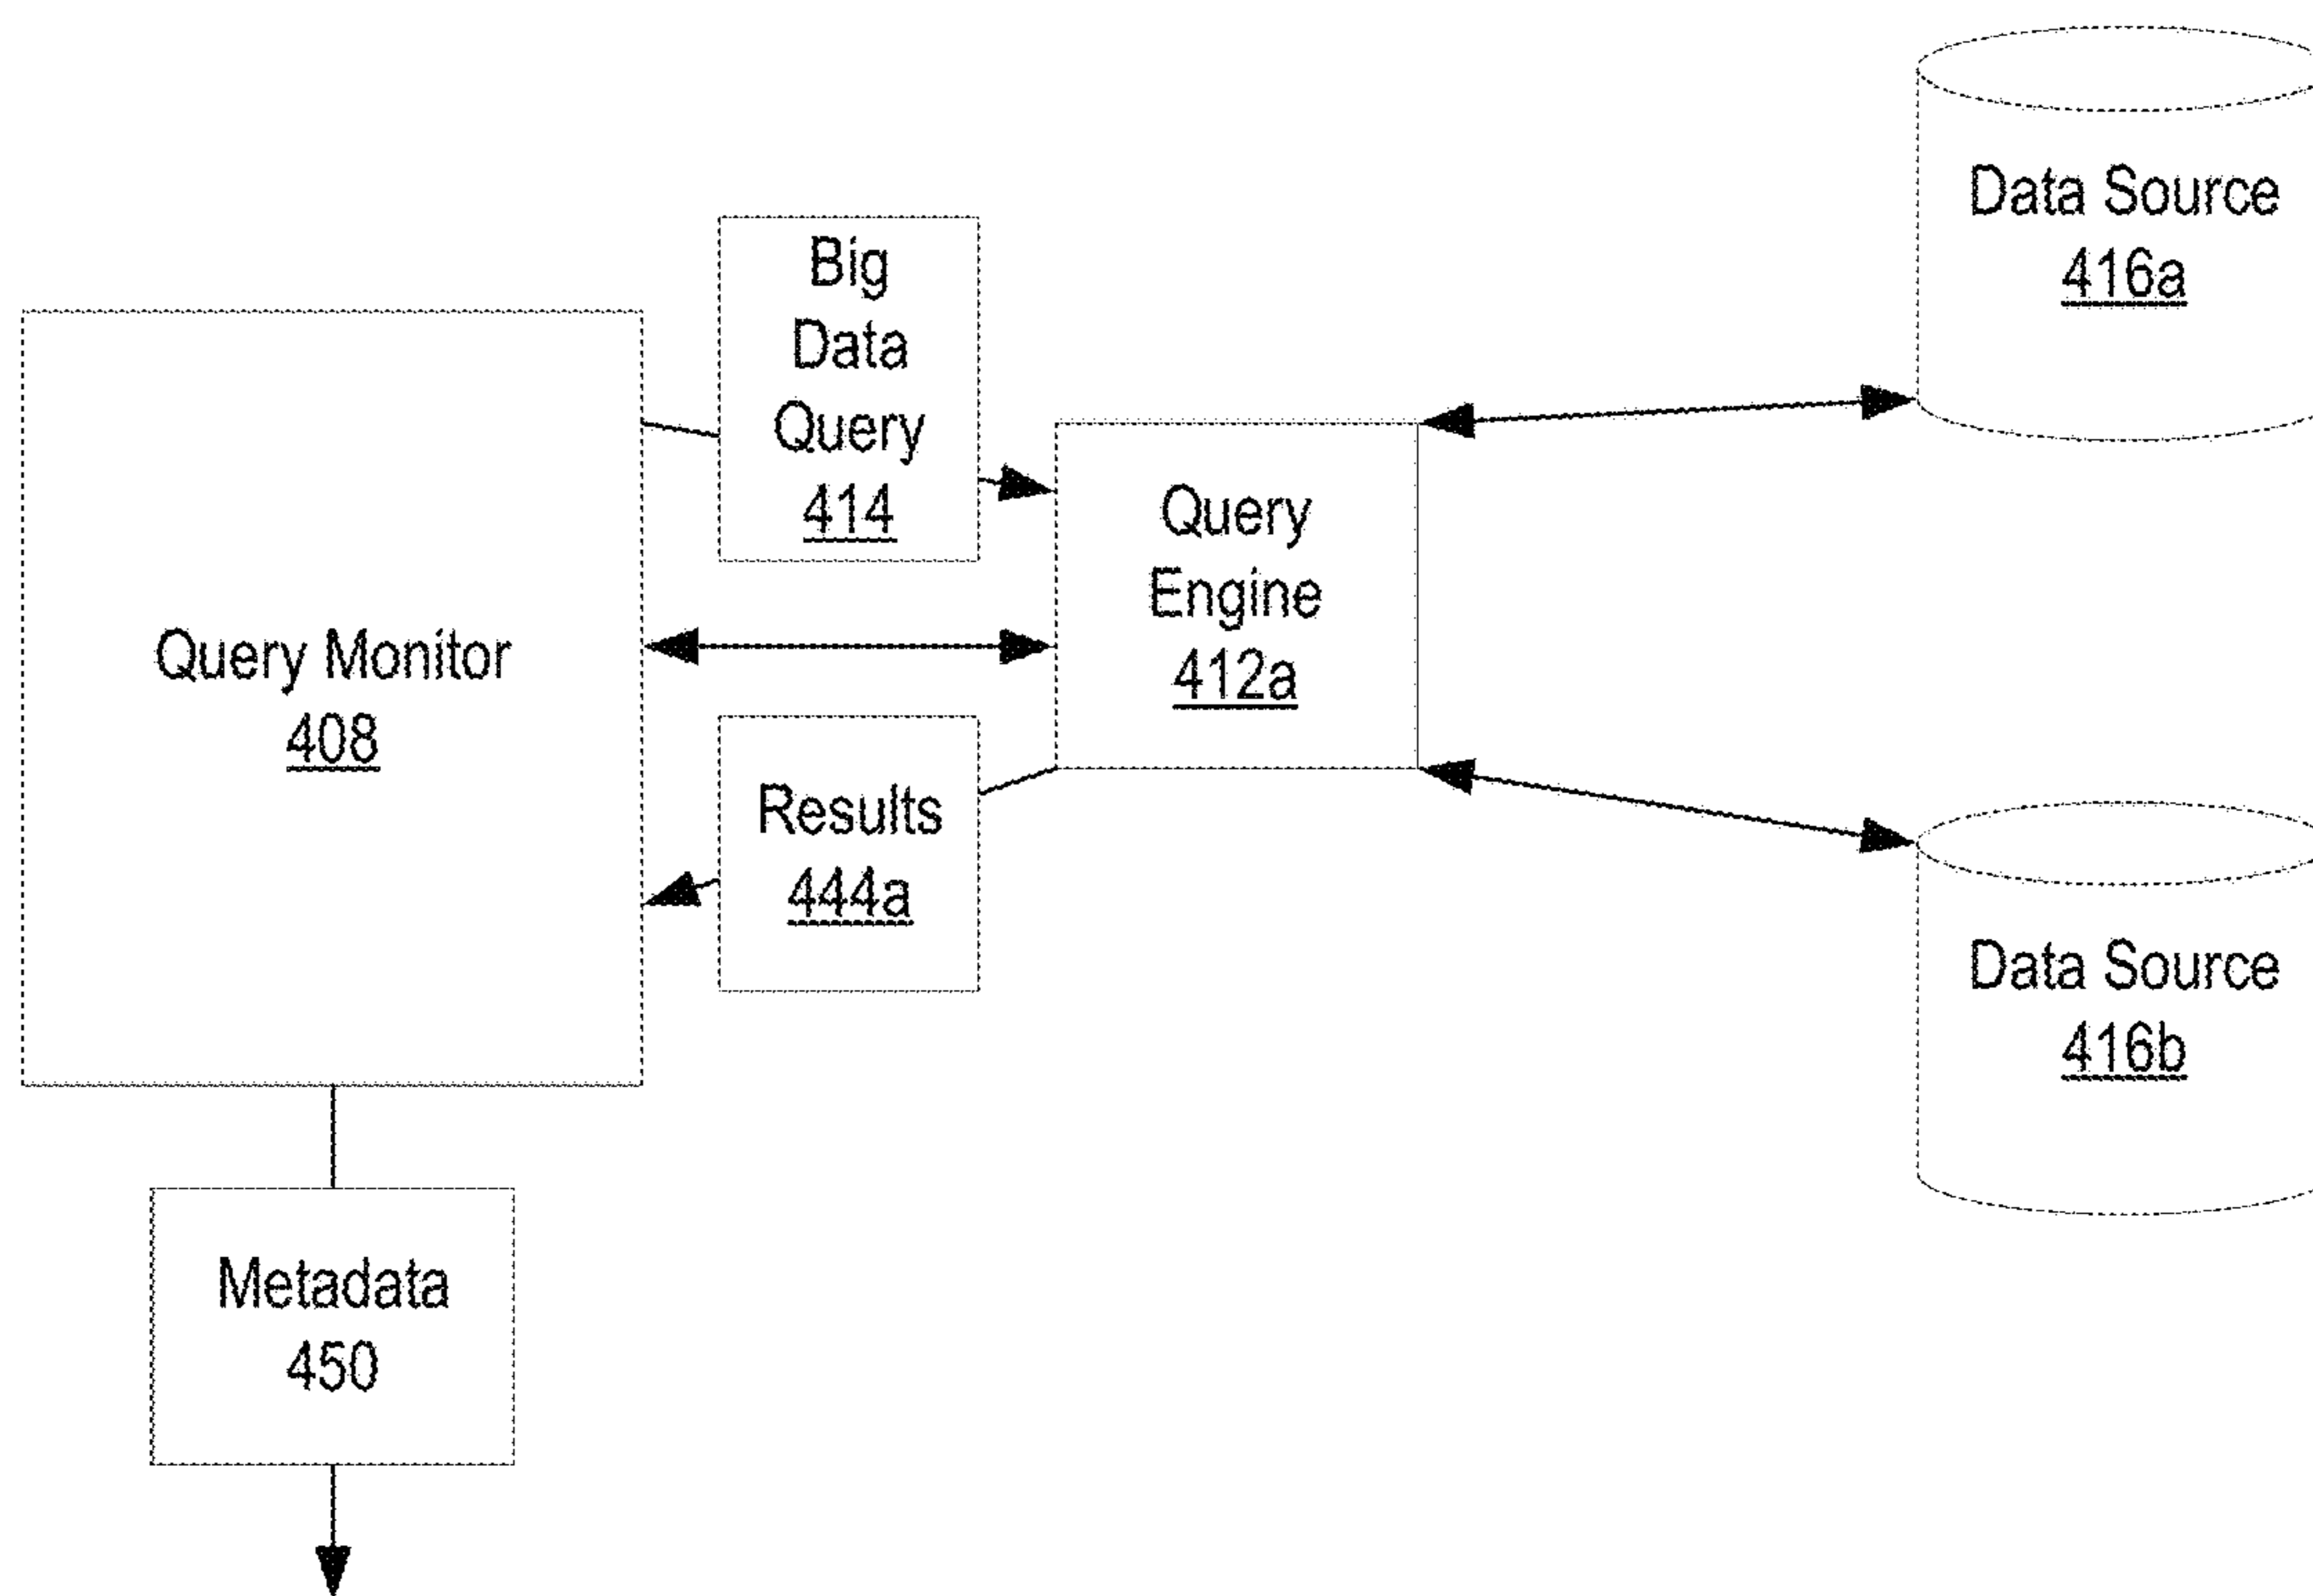 Data Source
416a
Big
Data
Query
414
Query
Engine
412a
Query Monitor
408
Results
444a
Data Source
416b
Metadata
450